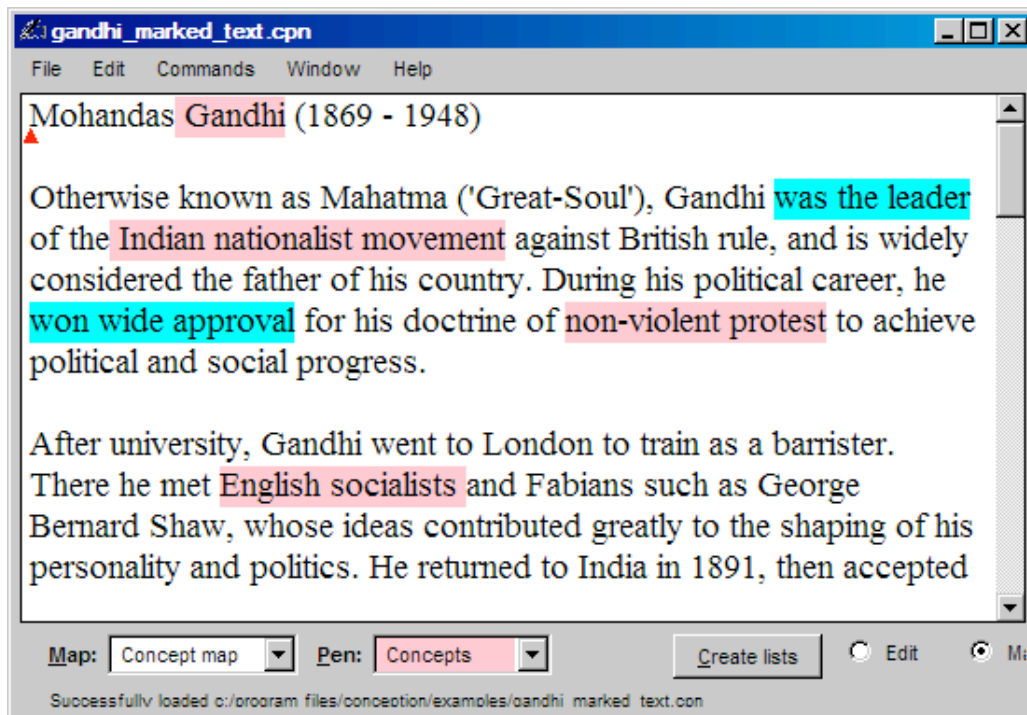 gandhi_marked_text.cpn
File Edit Commands Window Help
Mohandas Gandhi (1869 - 1948)
Otherwise known as Mahatma ('Great-Soul'), Gandhi was the leader
of the Indian nationalist movement against British rule, and is widely
considered the father of his country. During his political career, he
won wide approval for his doctrine of non-violent protest to achieve
political and social progress.
After university, Gandhi went to London to train as a barrister.
There he met English socialists and Fabians such as George
Bernard Shaw, whose ideas contributed greatly to the shaping of his
personality and politics. He returned to India in 1891, then accepted
Map: Concept map Pen: Concepts Create lists Edit
Successfully loaded c:/program files/conception/examples/gandhi_marked_text.cpn